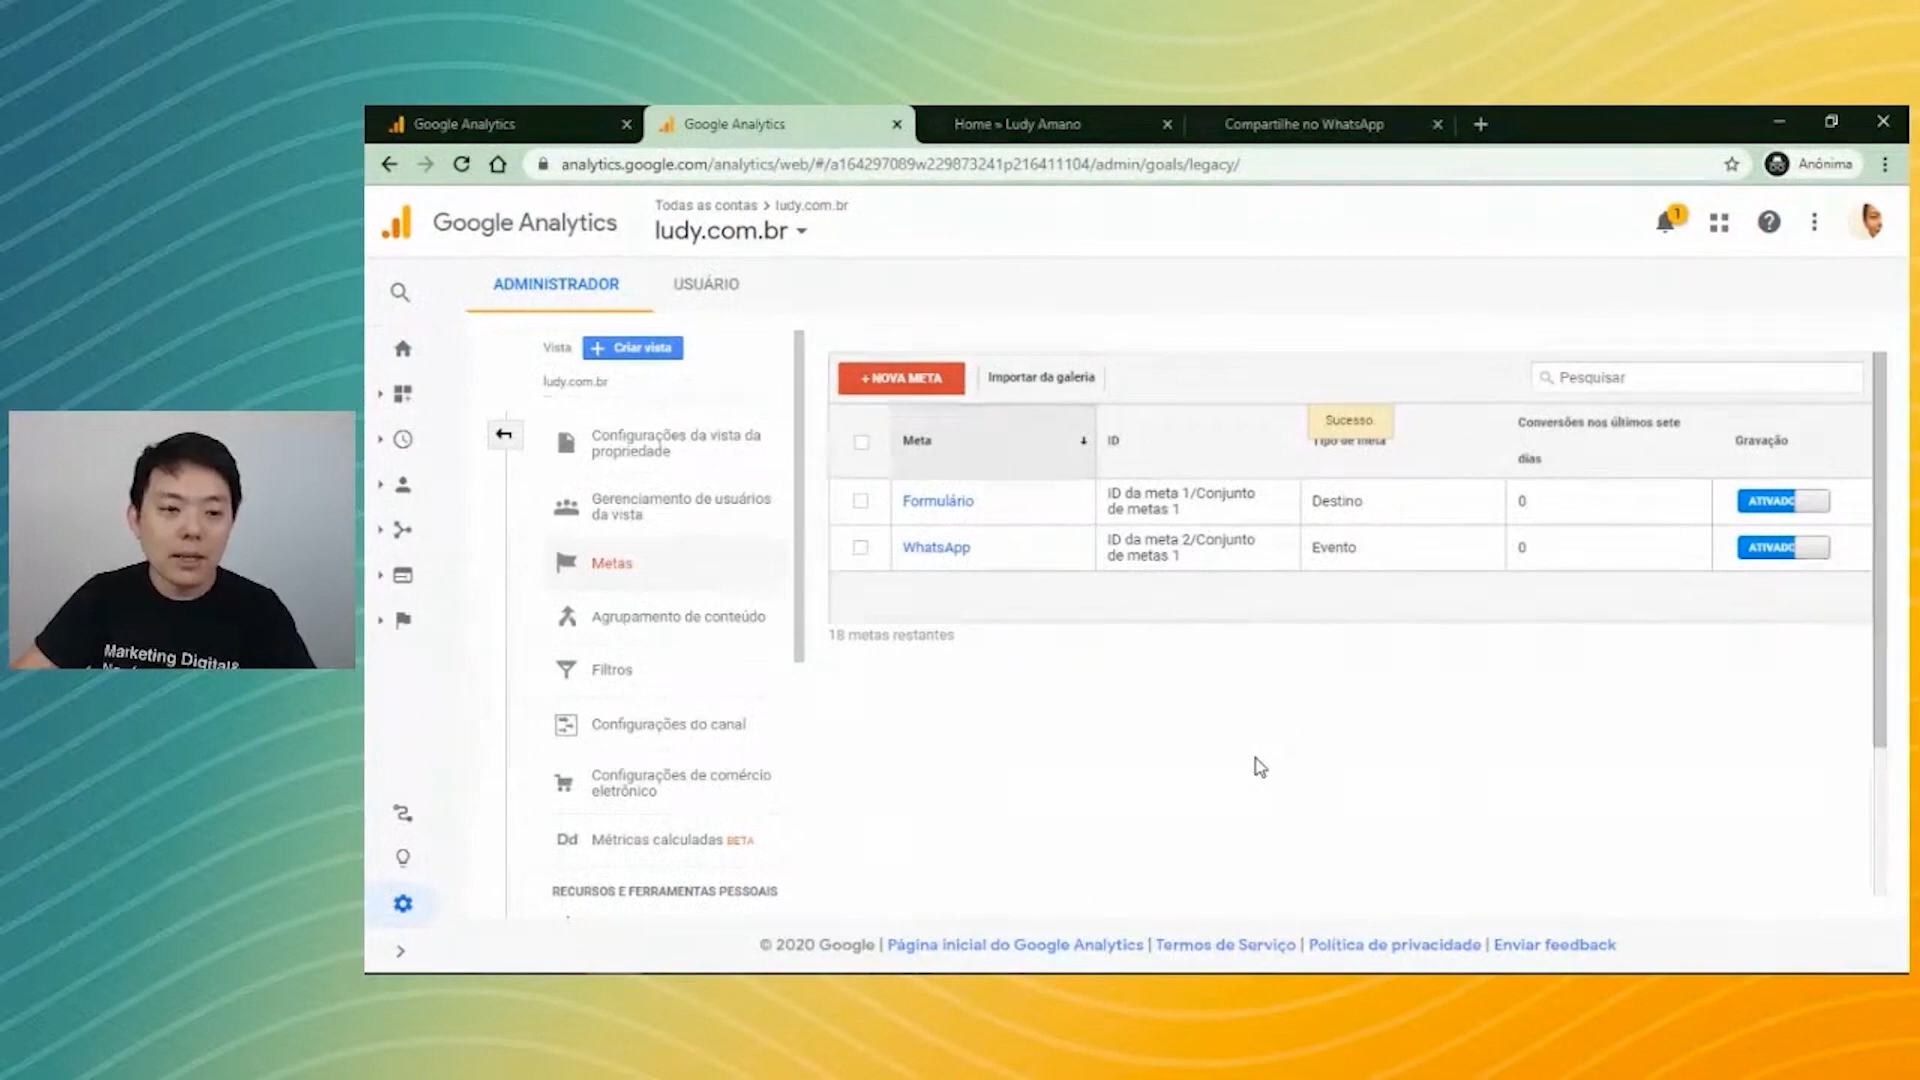 Google Analytics
Google Analytics
Home » Ludy Amano
Compartilhe no WhatsApp
analytics.google.com/analytics/web/#/a164297089w229873241p216411104/admin/goals/legacy/
Anônima
Google Analytics
Todas as contas > ludy.com.br
ludy.com.br
1
ADMINISTRADOR
USUÁRIO
Vista
+ Criar vista
ludy.com.br
Configurações da vista da
propriedade
Gerenciamento de usuários
da vista
Metas
Agrupamento de conteúdo
Filtros
Configurações do canal
Configurações de comércio
eletrônico
Dd Métricas calculadas BETA
RECURSOS E FERRAMENTAS PESSOAIS
+ NOVA META
Importar da galeria
Pesquisar
Sucesso.
Meta
ID
Tipo de meta
Conversões nos últimos sete
dias
Gravação
Formulário
ID da meta 1/Conjunto
de metas 1
Destino
0
ATIVADO
WhatsApp
ID da meta 2/Conjunto
de metas 1
Evento
0
ATIVADO
18 metas restantes
© 2020 Google | Página inicial do Google Analytics | Termos de Serviço | Política de privacidade | Enviar feedback
Marketing Digital&